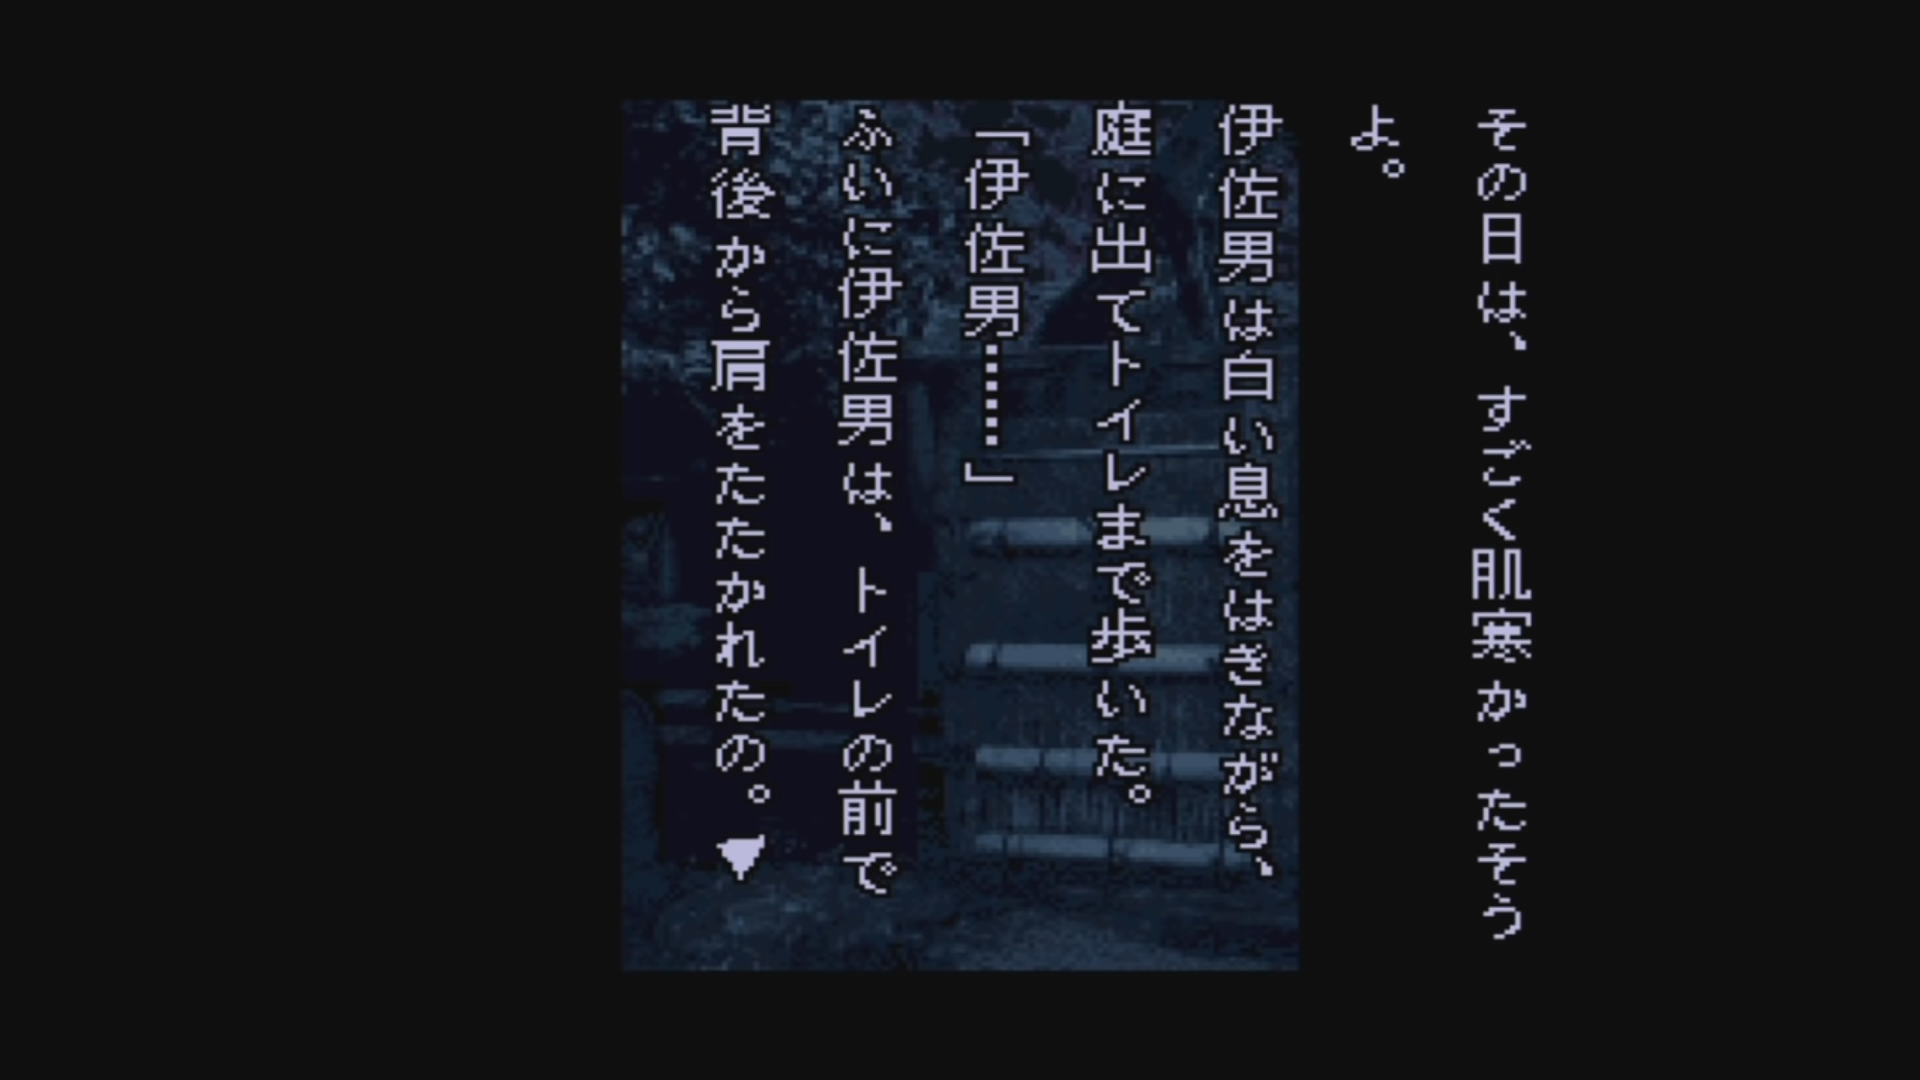 その日は、すごく肌寒かったそう
よ。
伊佐男は白い息をはきながら、
庭に出てトイレまで歩いた。
「伊佐男……」
ふいに伊佐男は、トイレの前で
背後から肩をたたかれたの。▼